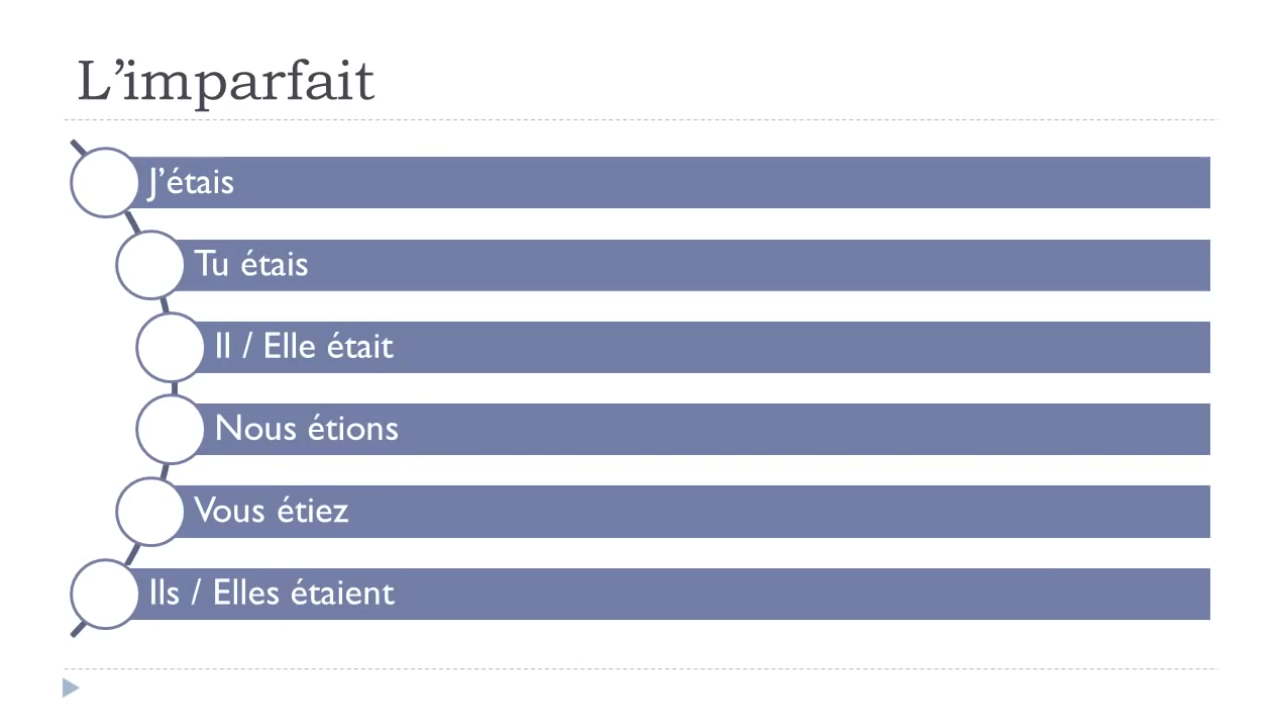 L’imparfait
J’étais
Tu étais
Il / Elle était
Nous étions
Vous étiez
Ils / Elles étaient